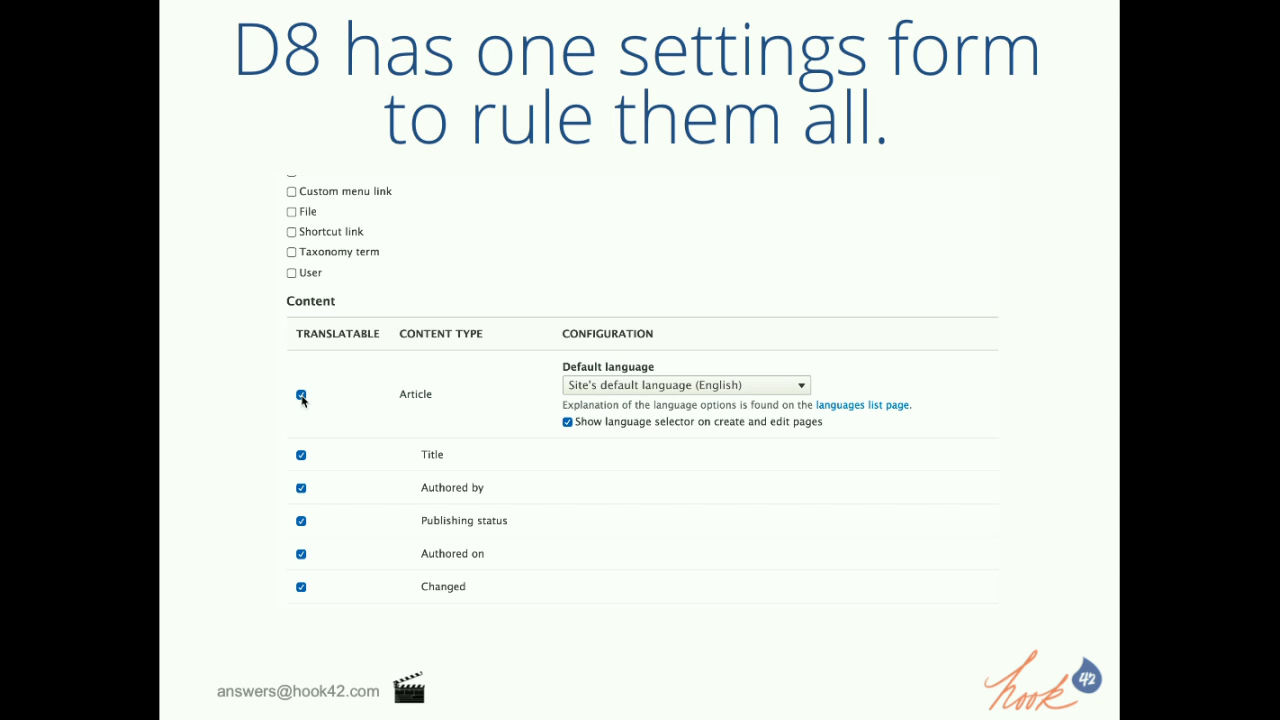 D8 has one settings form
to rule them all.
Custom menu link
File
Shortcut link
Taxonomy term
User
Content
TRANSLATABLE CONTENT TYPE CONFIGURATION
Default language
Site's default language (English)
Article
Explanation of the language options is found on the languages list page.
Show language selector on create and edit pages
Title
Authored by
Publishing status
Authored on
Changed
answers@hook42.com
hook 42